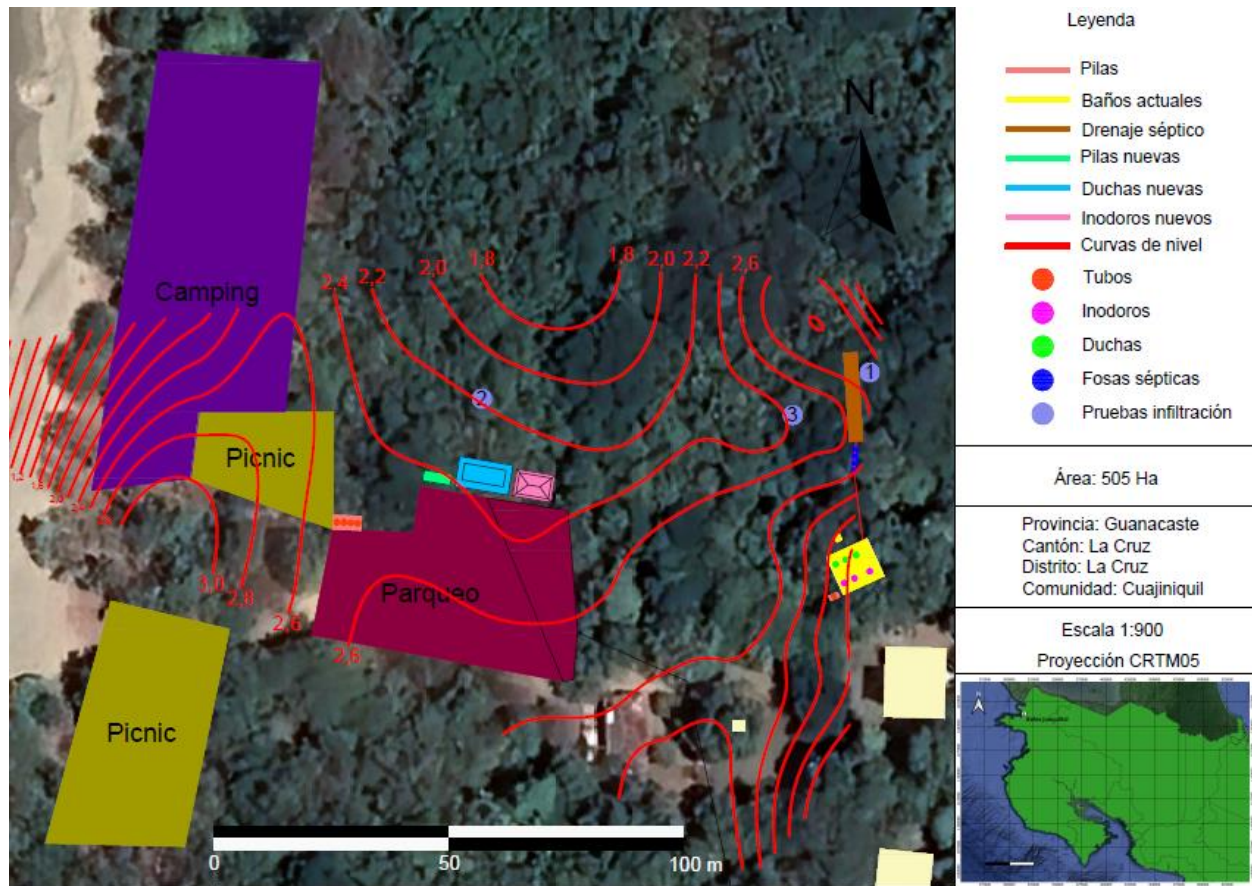 N
Camping
Picnic
Parqueo
Picnic
2,4
2,2
2,0
1,8
1,8
2,0
2,2
2,6
3,0
2,8
2,6
2,6
1
2
3
0
50
100 m
Leyenda
Pilas
Baños actuales
Drenaje séptico
Pilas nuevas
Duchas nuevas
Inodoros nuevos
Curvas de nivel
Tubos
Inodoros
Duchas
Fosas sépticas
Pruebas infiltración
Área: 505 Ha
Provincia: Guanacaste
Cantón: La Cruz
Distrito: La Cruz
Comunidad: Cuajiniquil
Escala 1:900
Proyección CRTM05
N